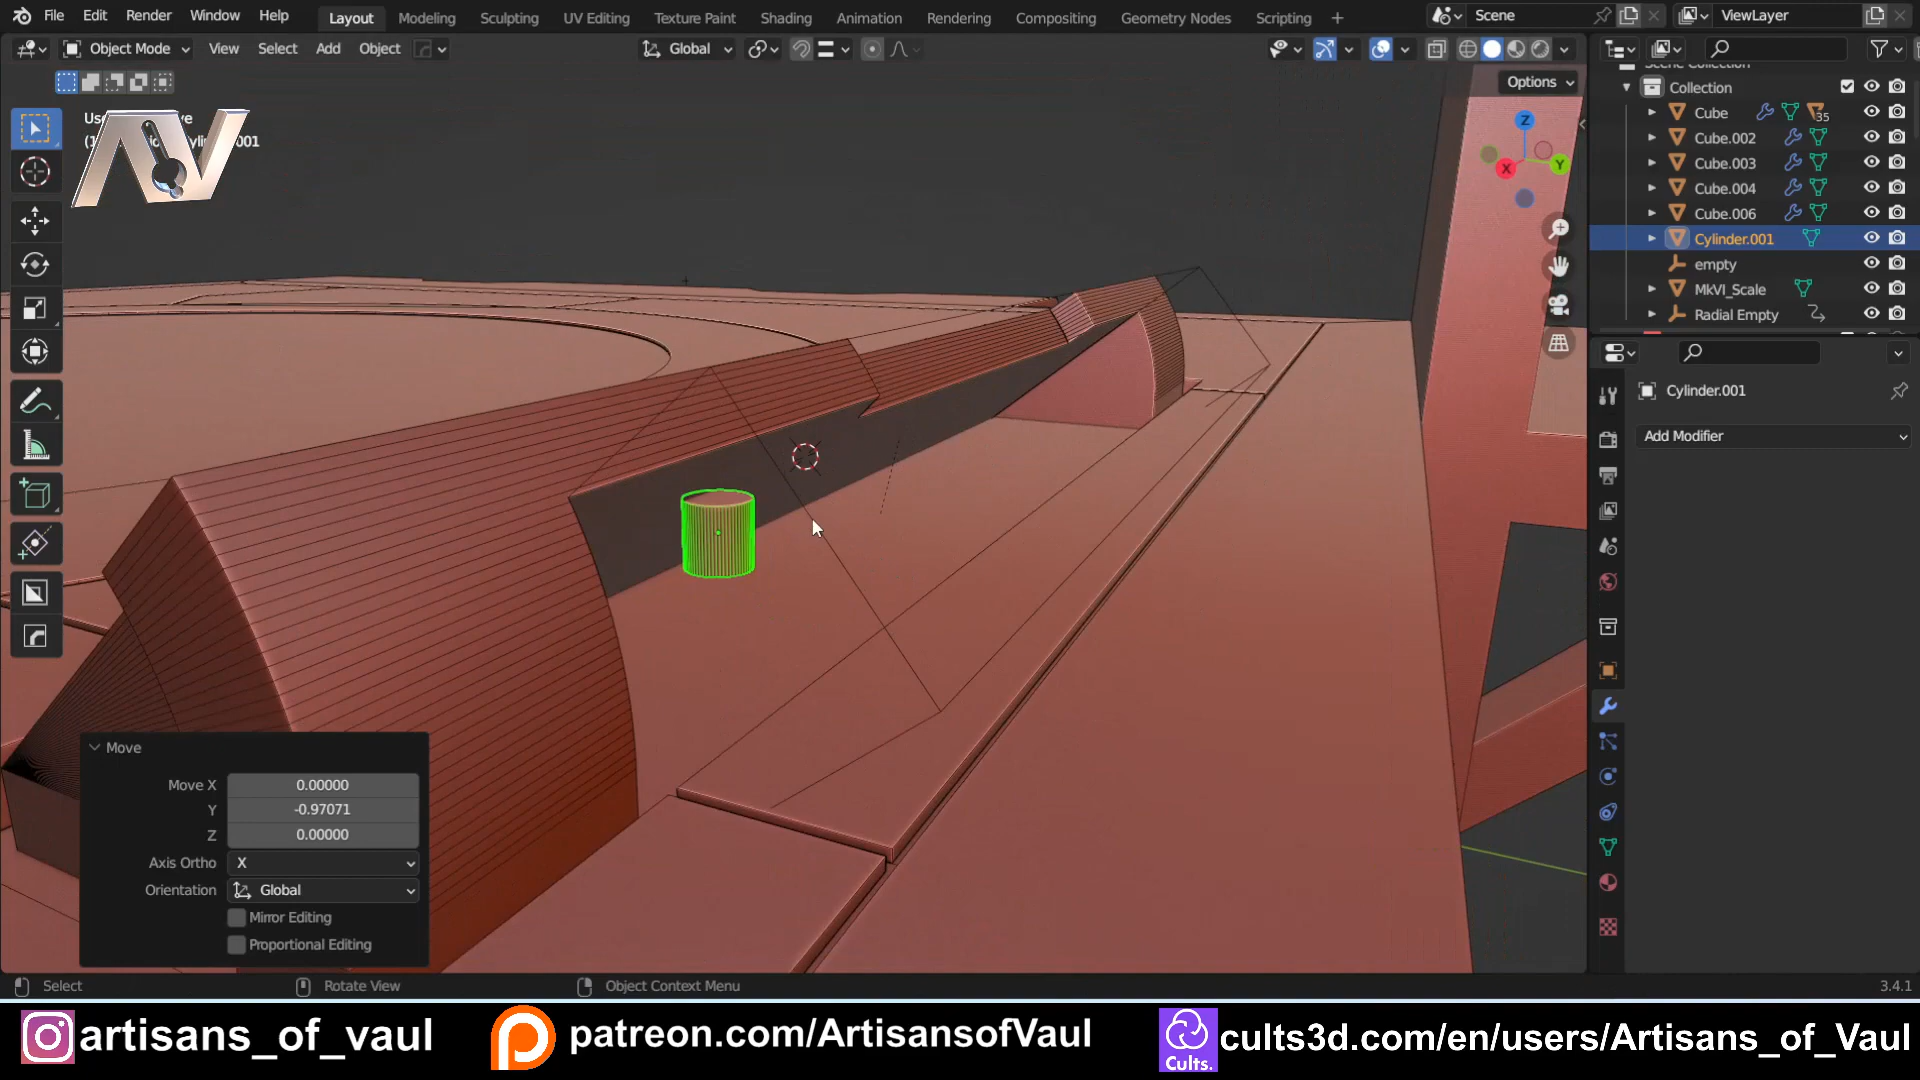 File Edit Render Window Help Layout Modeling Sculpting UV Editing Texture Paint Shading Animation Rendering Compositing Geometry Nodes Scripting + Scene ViewLayer
Object Mode View Select Add Object Global
Options
Collection
Cube 35
Cube.002
Cube.003
Cube.004
Cube.006
Cylinder.001
empty
MkVI_Scale
Radial Empty
Z
X Y
AV
Cylinder.001
Add Modifier
Move
Move X 0.00000
Y -0.97071
Z 0.00000
Axis Ortho X
Orientation Global
Mirror Editing
Proportional Editing
Select Rotate View Object Context Menu 3.4.1
artisans_of_vaul patreon.com/ArtisansofVaul Cults. cults3d.com/en/users/Artisans_of_Vaul